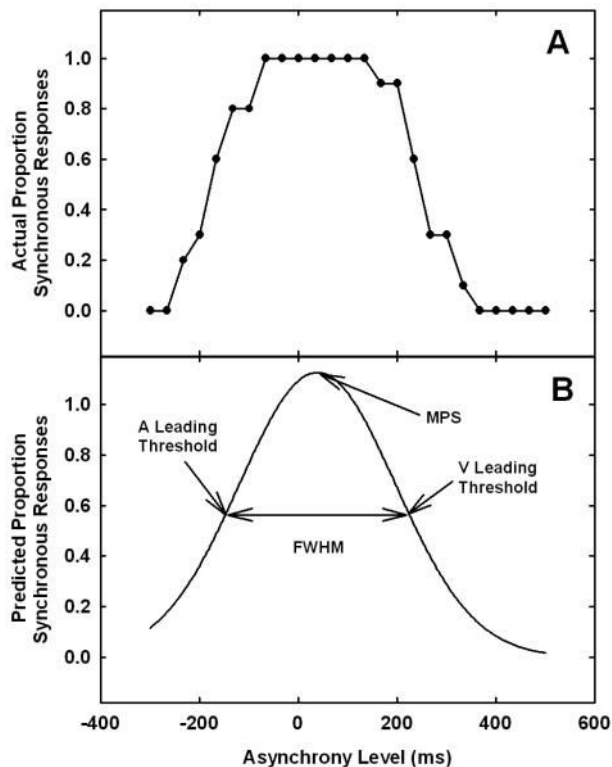 A
Actual Proportion
Synchronous Responses
1.0
0.8
0.6
0.4
0.2
0.0
B
Predicted Proportion
Synchronous Responses
1.0
0.8
0.6
0.4
0.2
0.0
MPS
A Leading
Threshold
V Leading
Threshold
FWHM
-400 -200 0 200 400 600
Asynchrony Level (ms)